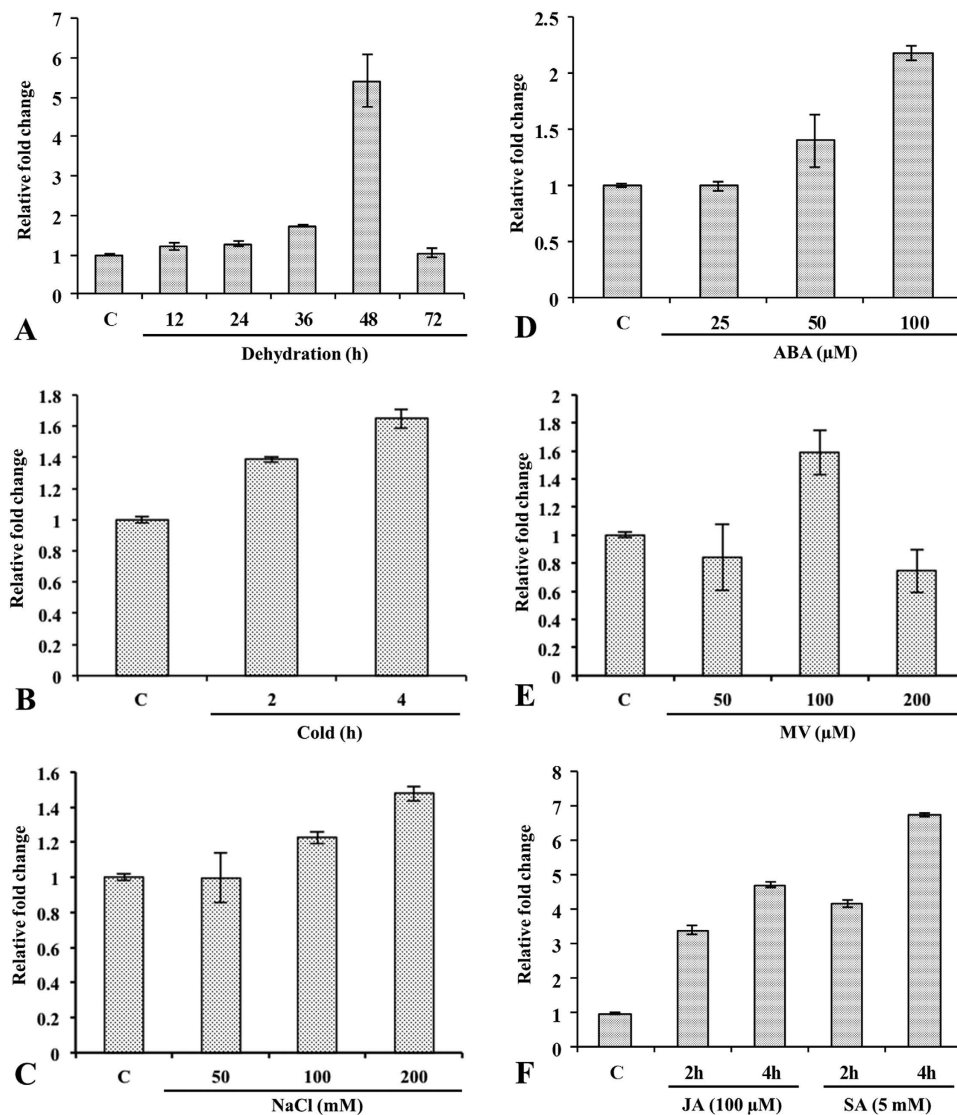 Relative fold change
7
6
5
4
3
2
1
0
C 12 24 36 48 72
Dehydration (h)
A
Relative fold change
2.5
2
1.5
1
0.5
0
C 25 50 100
ABA (µM)
D
Relative fold change
1.8
1.6
1.4
1.2
1
0.8
0.6
0.4
0.2
0
C 2 4
Cold (h)
B
Relative fold change
2
1.8
1.6
1.4
1.2
1
0.8
0.6
0.4
0.2
0
C 50 100 200
MV (µM)
E
Relative fold change
1.6
1.4
1.2
1
0.8
0.6
0.4
0.2
0
C 50 100 200
NaCl (mM)
C
Relative fold change
8
7
6
5
4
3
2
1
0
C 2h 4h 2h 4h
JA (100 µM) SA (5 mM)
F